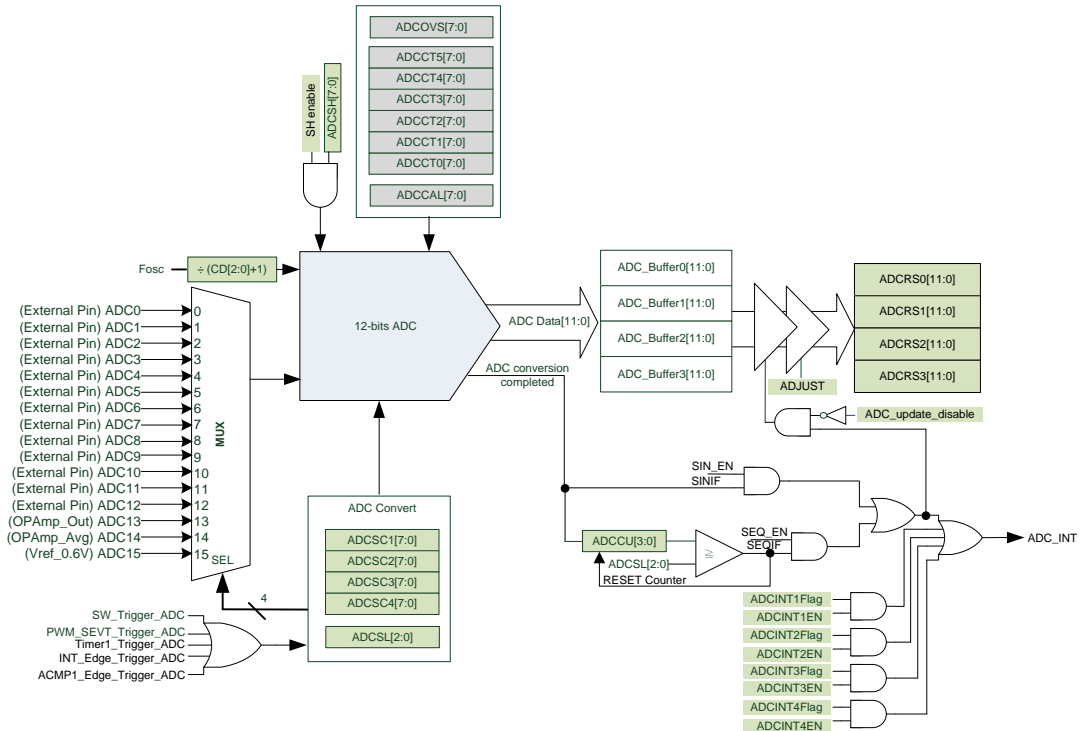 ADCOVS[7:0]
ADCCT5[7:0]
ADCCT4[7:0]
ADCCT3[7:0]
ADCCT2[7:0]
ADCCT1[7:0]
ADCCT0[7:0]
ADCCAL[7:0]
SH enable
ADCSH[7:0]
Fosc
÷ (CD[2:0]+1)
12-bits ADC
(External Pin) ADC0 0
(External Pin) ADC1 1
(External Pin) ADC2 2
(External Pin) ADC3 3
(External Pin) ADC4 4
(External Pin) ADC5 5
(External Pin) ADC6 6
(External Pin) ADC7 7
(External Pin) ADC8 8
(External Pin) ADC9 9
(External Pin) ADC10 10
(External Pin) ADC11 11
(External Pin) ADC12 12
(OPAmp_Out) ADC13 13
(OPAmp_Avg) ADC14 14
(Vref_0.6V) ADC15 15
MUX
SEL
4
SW_Trigger_ADC
PWM_SEVT_Trigger_ADC
Timer1_Trigger_ADC
INT_Edge_Trigger_ADC
ACMP1_Edge_Trigger_ADC
ADC Convert
ADCSC1[7:0]
ADCSC2[7:0]
ADCSC3[7:0]
ADCSC4[7:0]
ADCSL[2:0]
ADC Data[11:0]
ADC conversion
completed
ADC_Buffer0[11:0]
ADC_Buffer1[11:0]
ADC_Buffer2[11:0]
ADC_Buffer3[11:0]
ADJUST
ADCRS0[11:0]
ADCRS1[11:0]
ADCRS2[11:0]
ADCRS3[11:0]
ADC_update_disable
SIN_EN
SINIF
ADCCU[3:0]
ADCSL[2:0]
RESET Counter
≥
SEQ_EN
SEQIF
ADC_INT
ADCINT1Flag
ADCINT1EN
ADCINT2Flag
ADCINT2EN
ADCINT3Flag
ADCINT3EN
ADCINT4Flag
ADCINT4EN